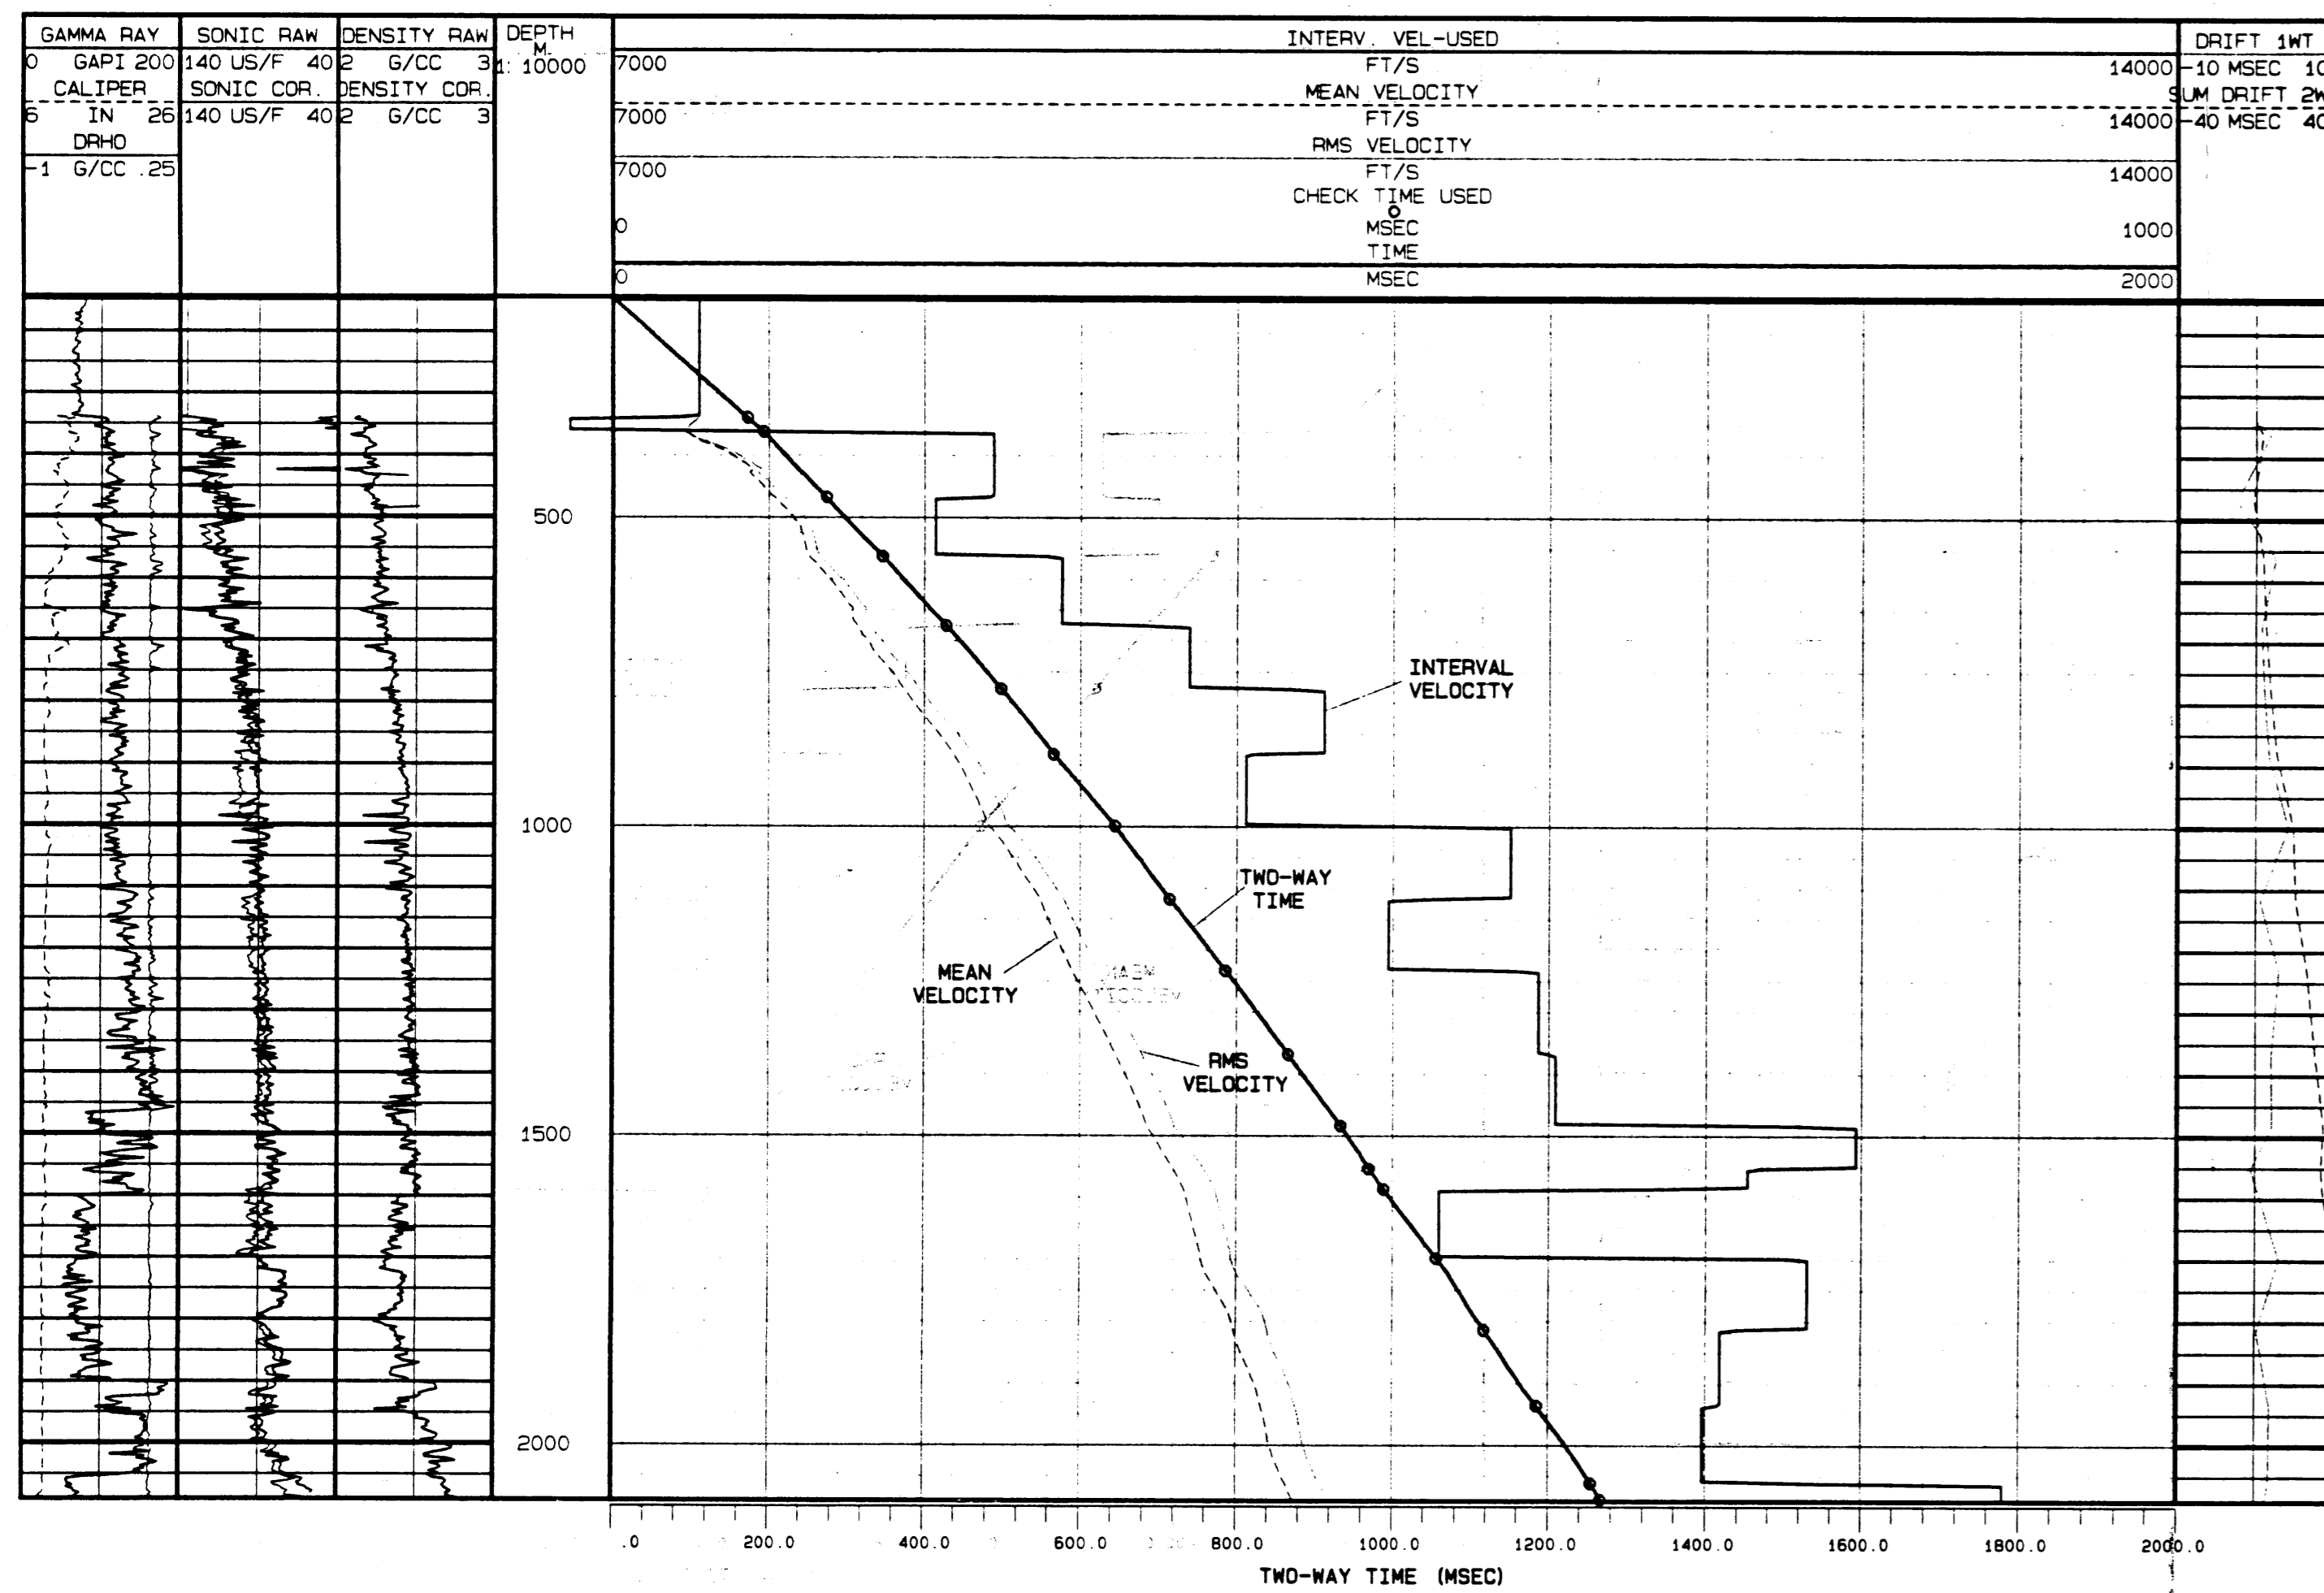 GAMMA RAY
0 GAPI 200
CALIPER
6 IN 26
DRHO
-1 G/CC .25
SONIC RAW
140 US/F 40
SONIC COR.
140 US/F 40
DENSITY RAW
2 G/CC 3
DENSITY COR.
2 G/CC 3
DEPTH
M.
1: 10000
INTERV. VEL-USED
7000 FT/S 14000
MEAN VELOCITY
7000 FT/S 14000
RMS VELOCITY
7000 FT/S 14000
CHECK TIME USED
0 MSEC 1000
TIME
0 MSEC 2000
DRIFT 1WT
-10 MSEC 10
SUM DRIFT 2W
-40 MSEC 40
500
1000
1500
2000
INTERVAL
VELOCITY
TWO-WAY
TIME
MEAN
VELOCITY
RMS
VELOCITY
.0 200.0 400.0 600.0 800.0 1000.0 1200.0 1400.0 1600.0 1800.0 2000.0
TWO-WAY TIME (MSEC)